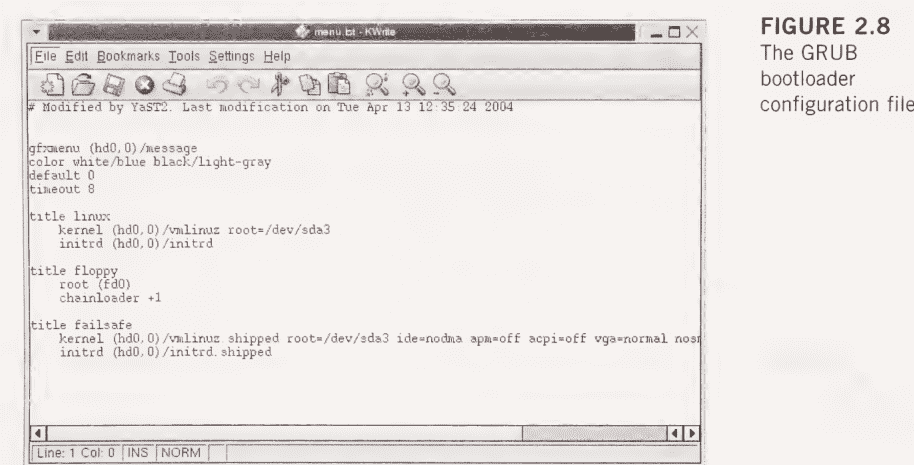 menu.lst - KWrite
File Edit Bookmarks Tools Settings Help
# Modified by YaST2. Last modification on Tue Apr 13 12:35:24 2004
gfxmenu (hd0,0)/message
color white/blue black/light-gray
default 0
timeout 8
title linux
kernel (hd0,0)/vmlinuz root=/dev/sda3
initrd (hd0,0)/initrd
title floppy
root (fd0)
chainloader +1
title failsafe
kernel (hd0,0)/vmlinuz.shipped root=/dev/sda3 ide=nodma apm=off acpi=off vga=normal nosm
initrd (hd0,0)/initrd.shipped
Line: 1 Col: 0 INS NORM
FIGURE 2.8
The GRUB
bootloader
configuration file